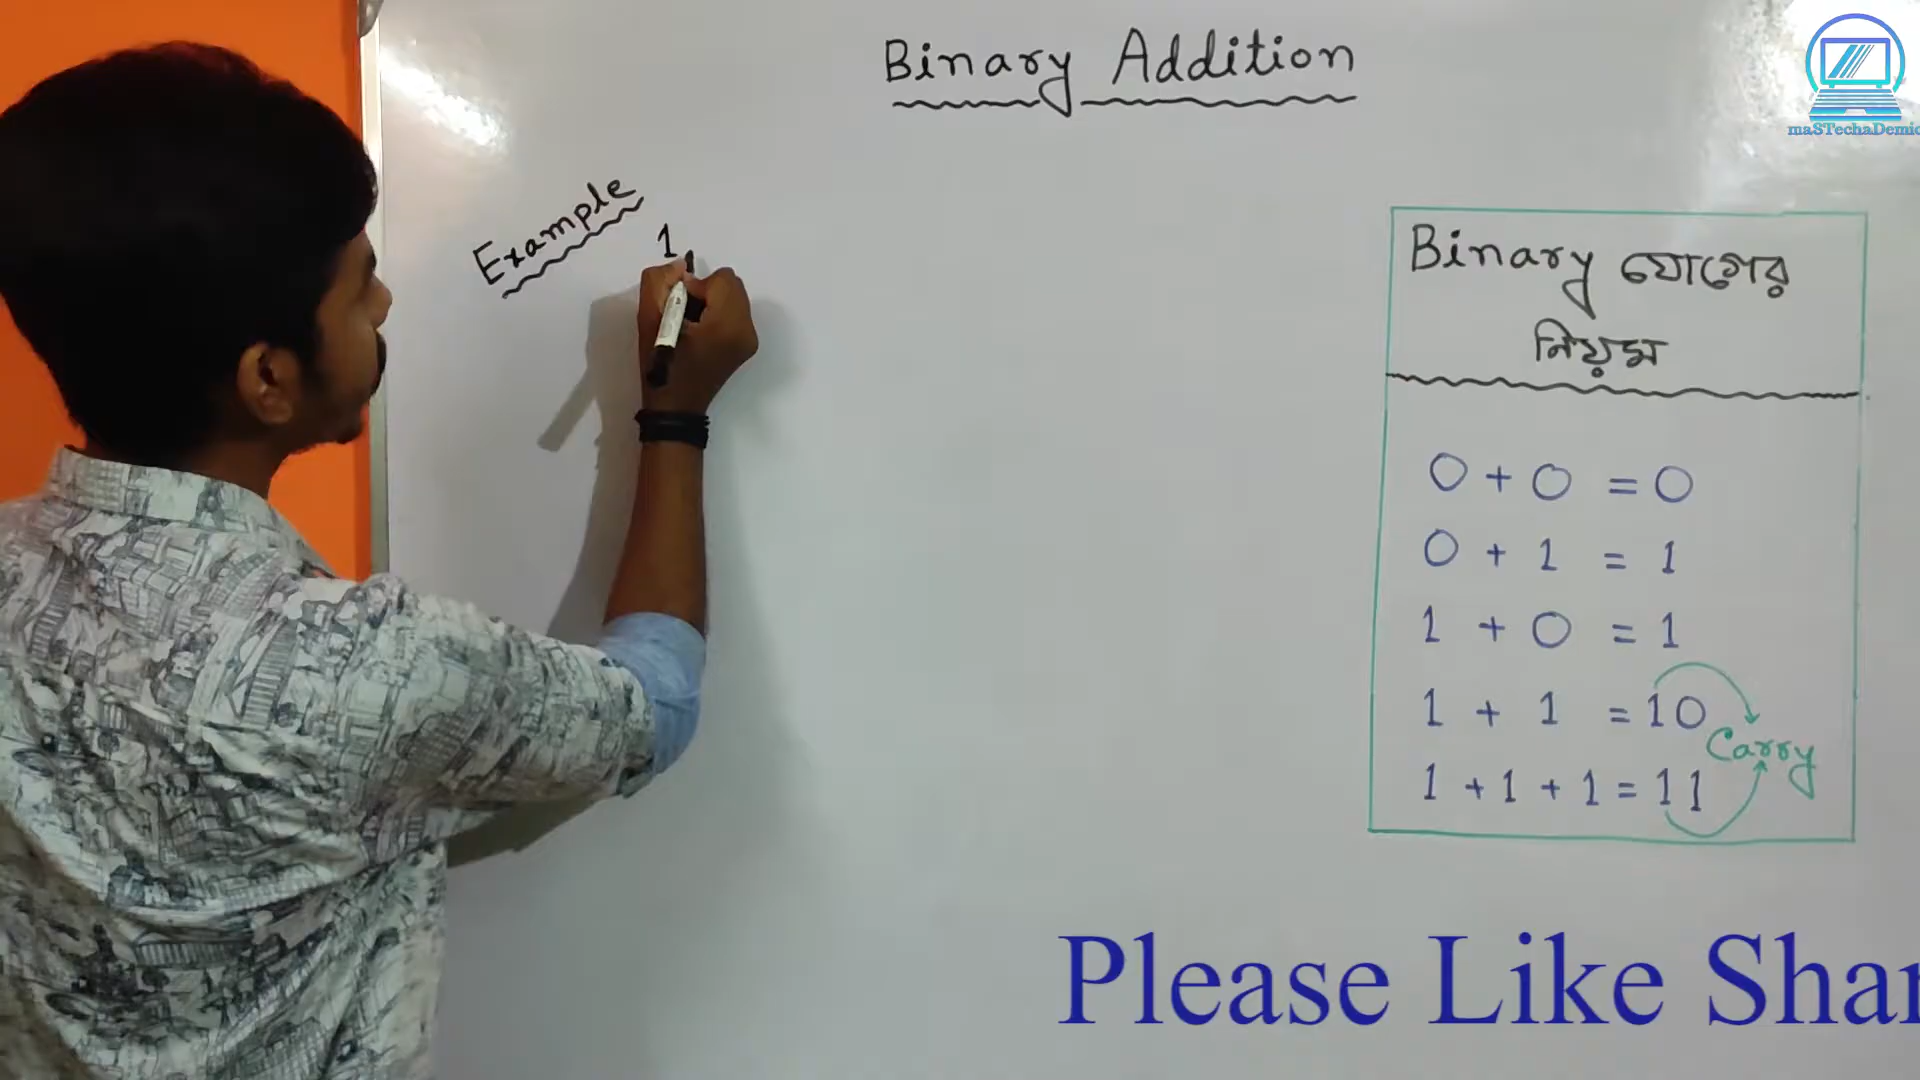 Binary Addition
maSTechaDemic
Example
1
Binary যোগের
নিয়ম
0 + 0 = 0
0 + 1 = 1
1 + 0 = 1
1 + 1 = 10
Carry
1 + 1 + 1 = 11
Please Like Shar